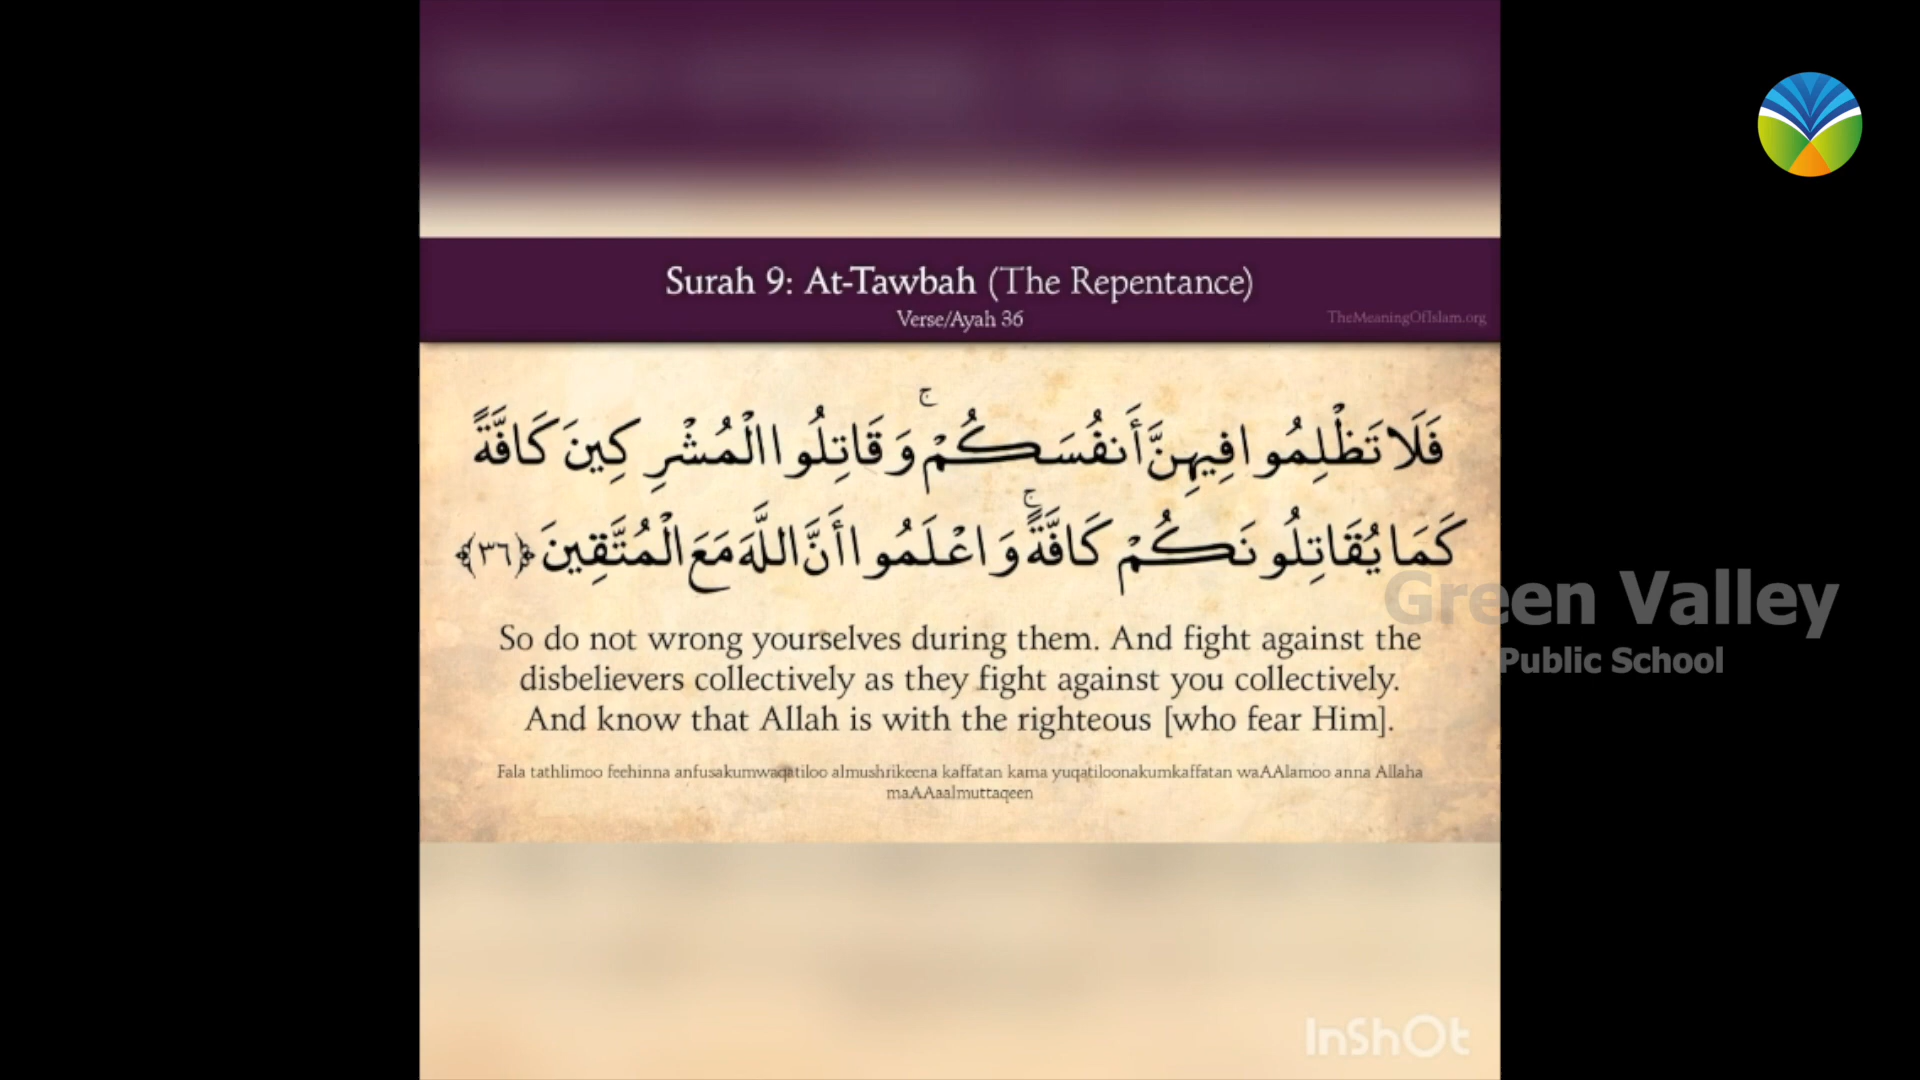 Surah 9: At-Tawbah (The Repentance)
Verse/Ayah 36
TheMeaningOfIslam.org
فَلَا تَظْلِمُوا فِيهِنَّ أَنفُسَكُمْ ۚ وَقَاتِلُوا الْمُشْرِكِينَ كَافَّةً
كَمَا يُقَاتِلُونَكُمْ كَافَّةً ۚ وَاعْلَمُوا أَنَّ اللَّهَ مَعَ الْمُتَّقِينَ ﴿٣٦﴾
So do not wrong yourselves during them. And fight against the
disbelievers collectively as they fight against you collectively.
And know that Allah is with the righteous [who fear Him].
Fala tathlimoo feehinna anfusakumwaqatiloo almushrikeena kaffatan kama yuqatiloonakumkaffatan waAAlamoo anna Allaha
maAAaalmuttaqeen
Green Valley
Public School
InShOt